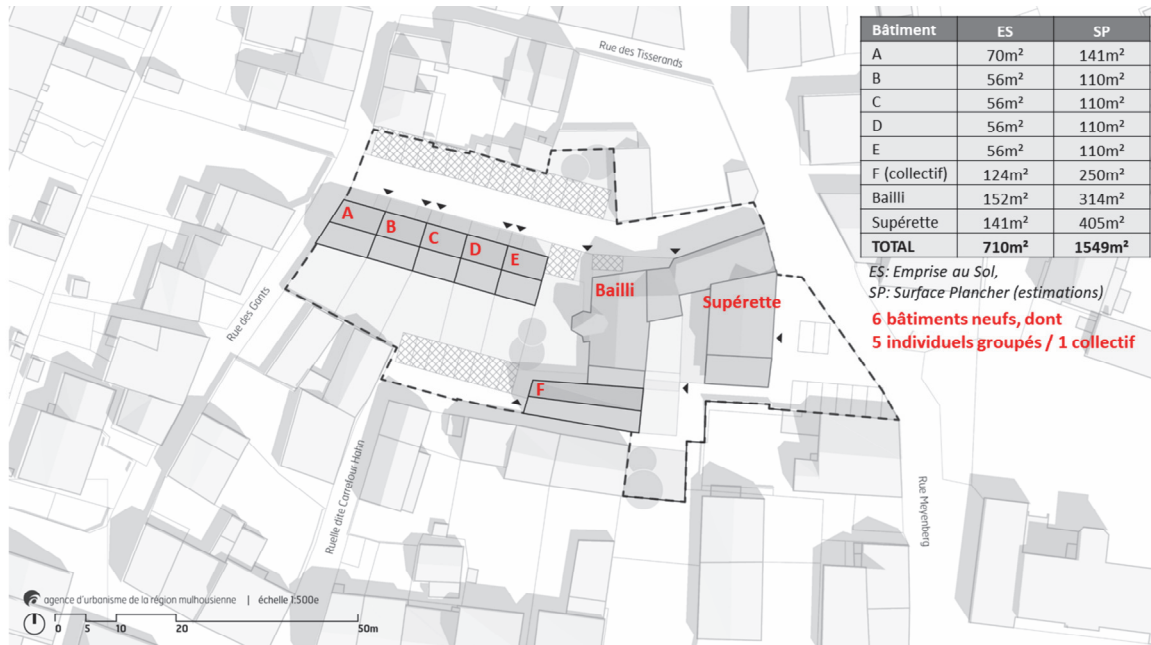 Rue des Tisserands
Bâtiment ES SP
A 70m² 141m²
B 56m² 110m²
C 56m² 110m²
D 56m² 110m²
E 56m² 110m²
F (collectif) 124m² 250m²
Bailli 152m² 314m²
Supérette 141m² 405m²
TOTAL 710m² 1549m²
ES: Emprise au Sol,
SP: Surface Plancher (estimations)
6 bâtiments neufs, dont
5 individuels groupés / 1 collectif
A
B
C
D
E
Bailli
Supérette
F
Rue des Gonts
Ruelle dite Carrefour Hahn
Rue Meyenberg
agence d'urbanisme de la région mulhousienne | échelle 1:500e
0 5 10 20 50m